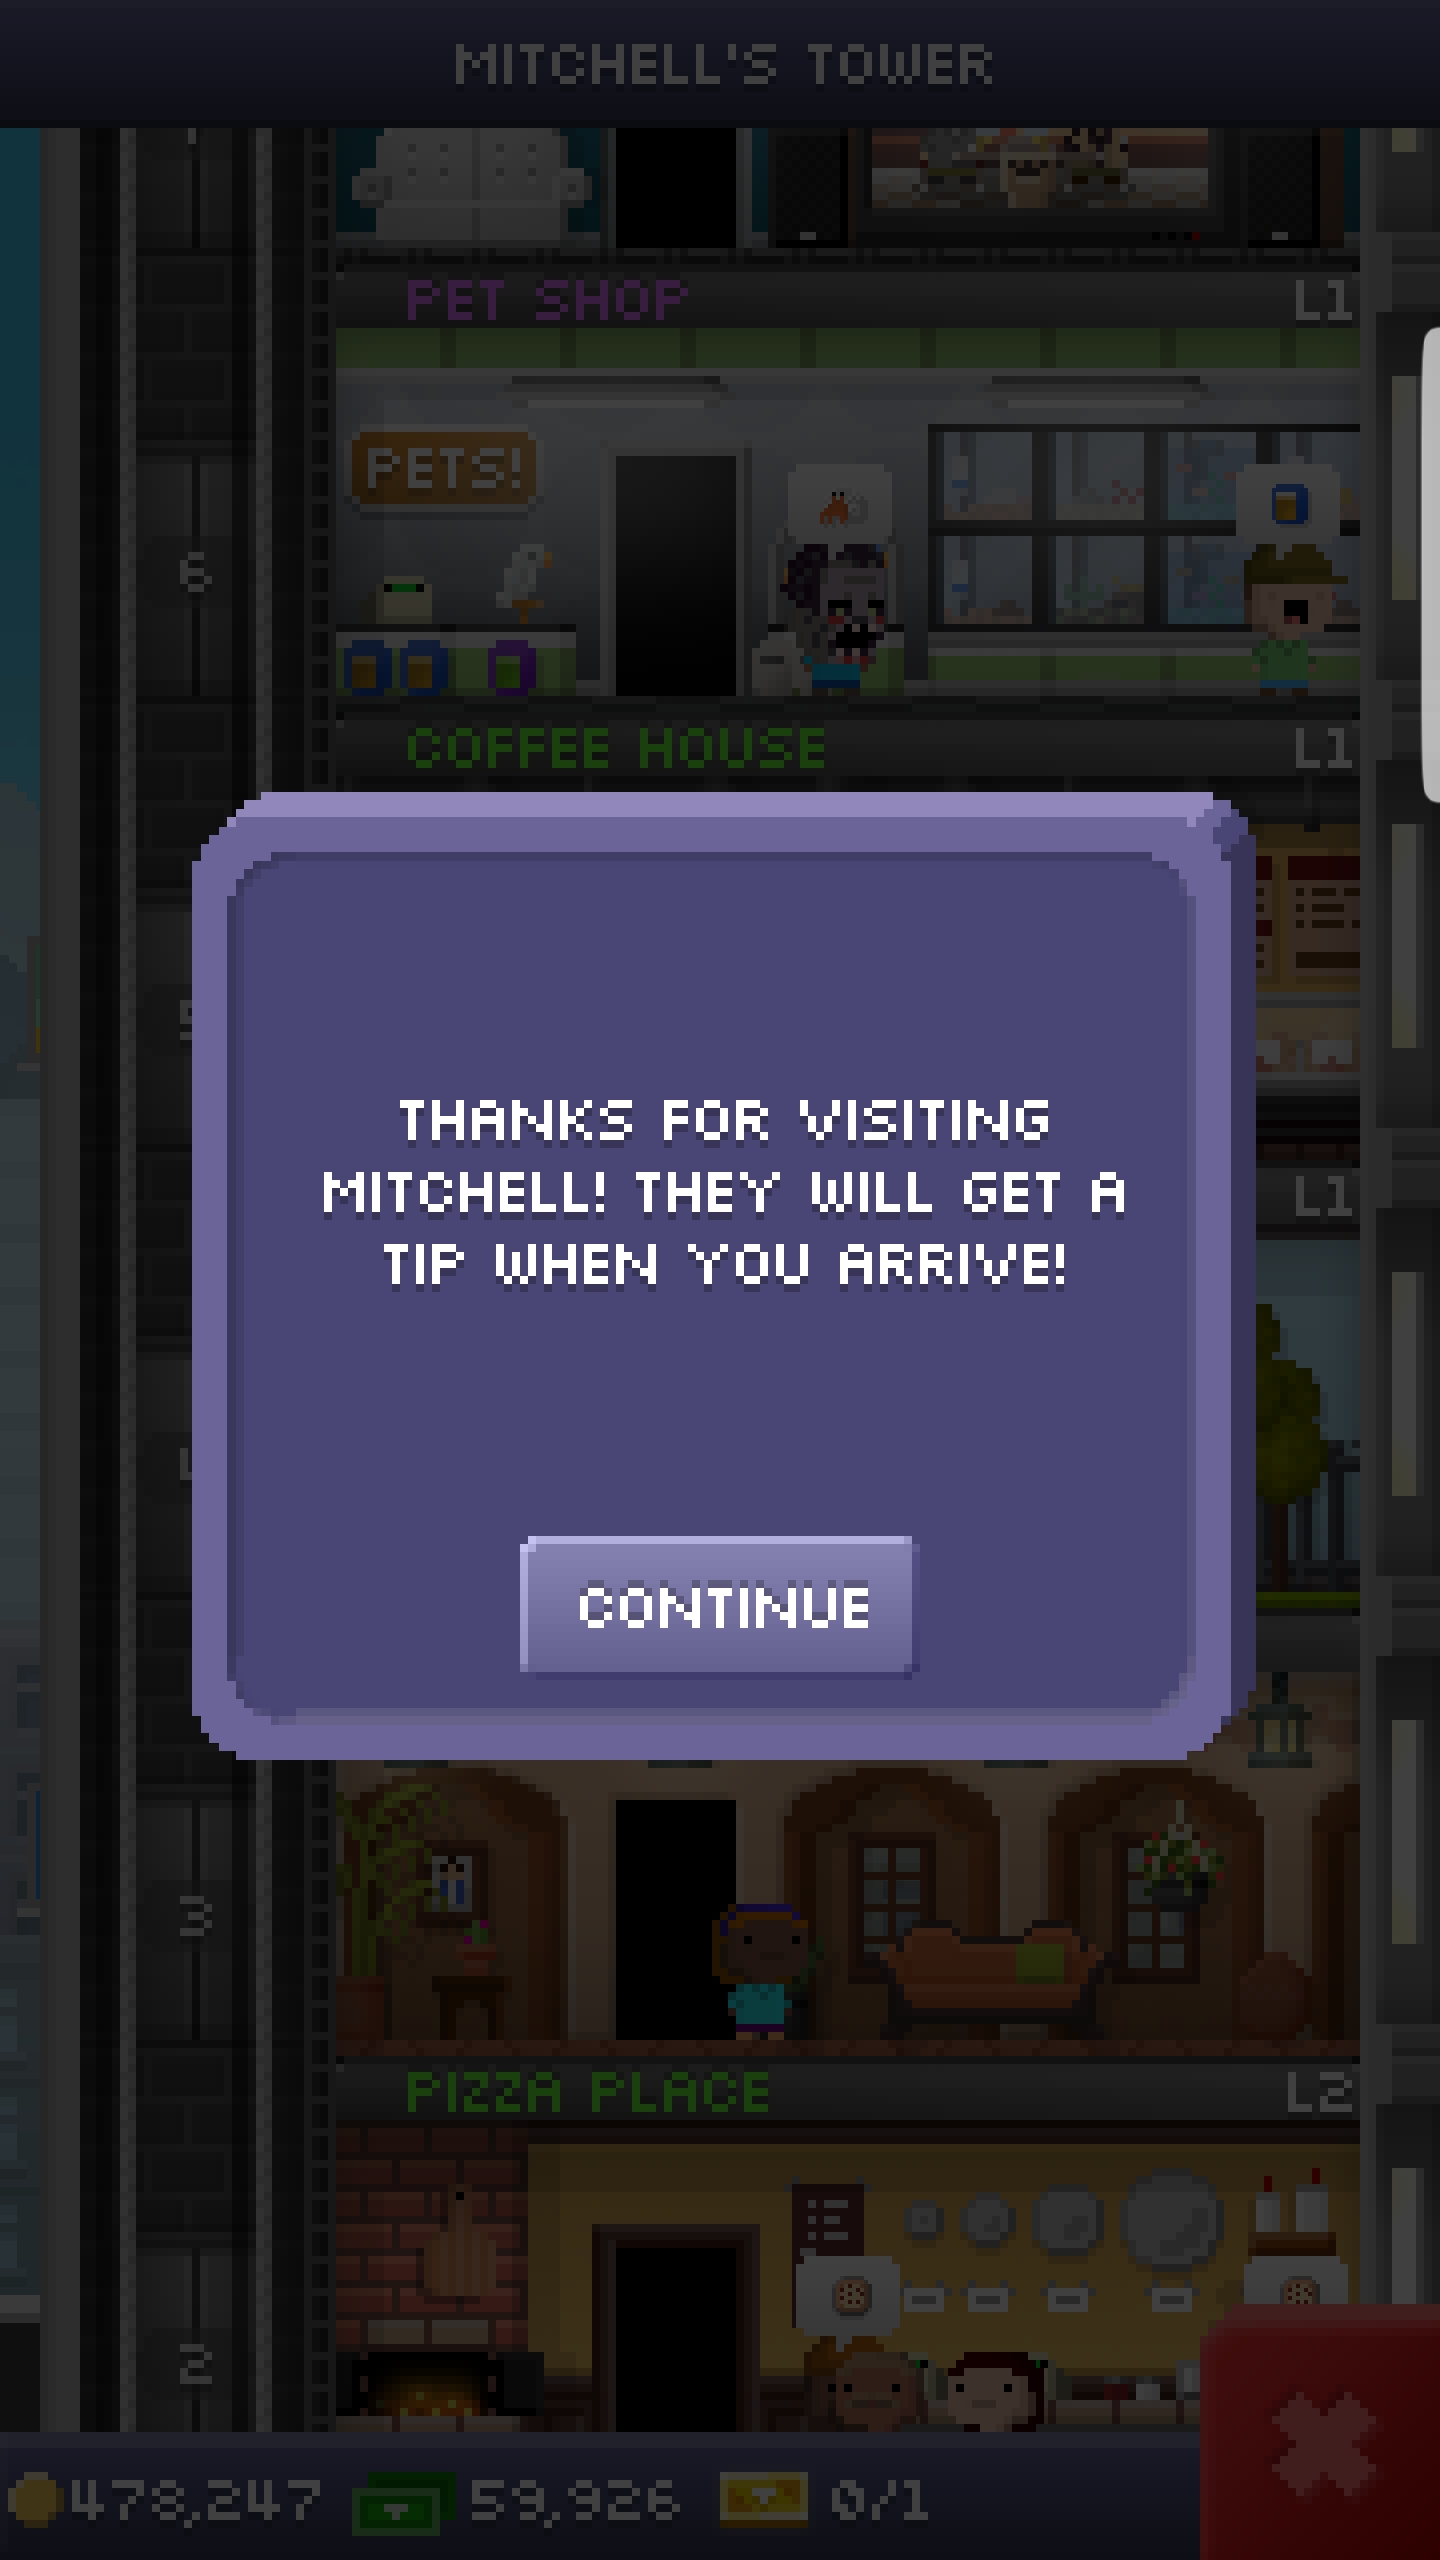 MITCHELL'S TOWER
PET SHOP L1
PETS!
6
COFFEE HOUSE L1
5
THANKS FOR VISITING
MITCHELL! THEY WILL GET A
TIP WHEN YOU ARRIVE!
L1
CONTINUE
3
PIZZA PLACE L2
2
478,247 59,926 0/1